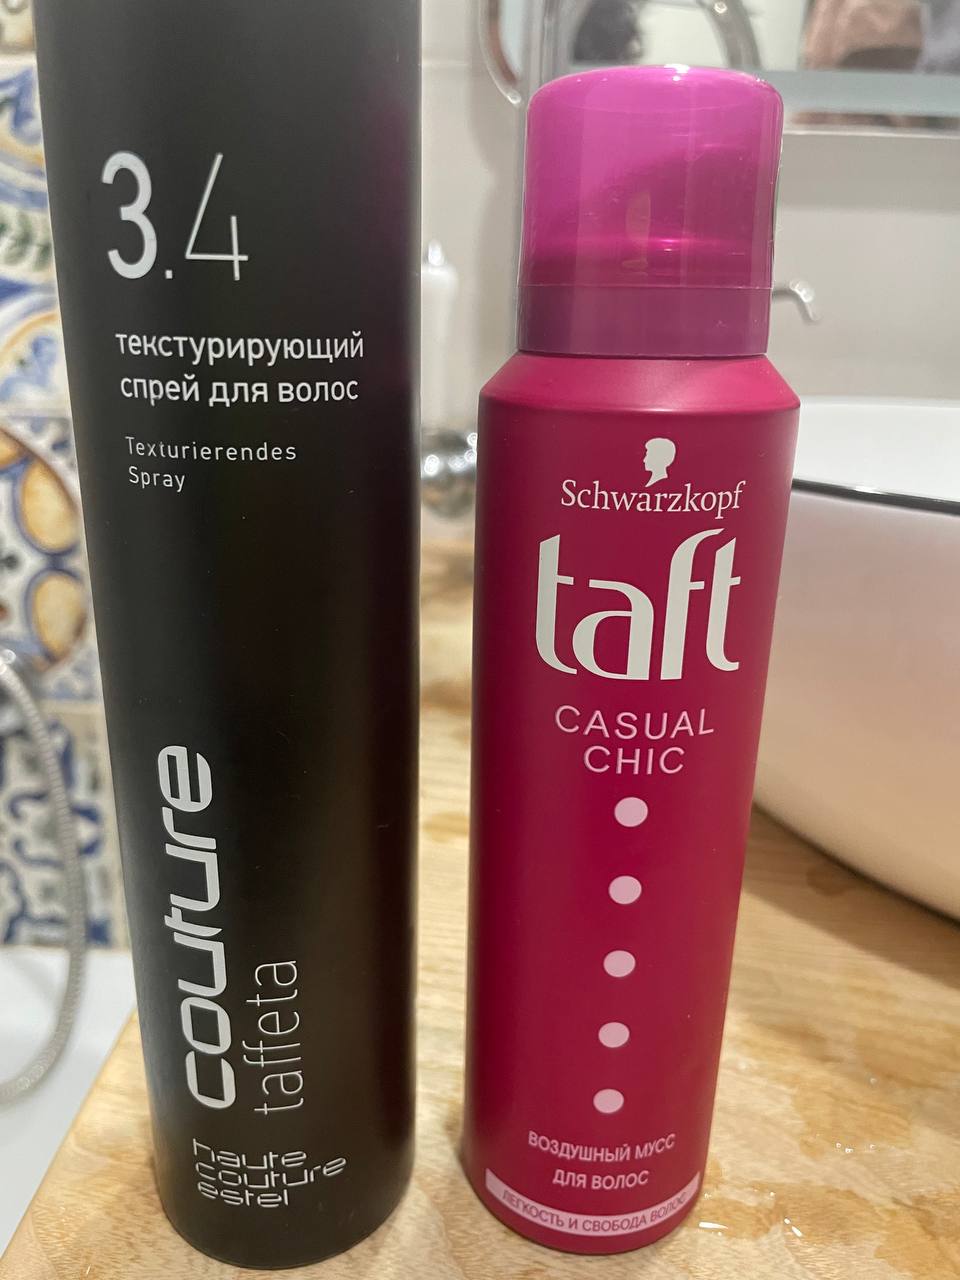 3.4
текстурирующий
спрей для волос
Texturierendes
Spray
couture
taffeta
haute
couture
estel
Schwarzkopf
taft
CASUAL
CHIC
ВОЗДУШНЫЙ МУСС
ДЛЯ ВОЛОС
ЛЕГКОСТЬ И СВОБОДА ВОЛОС